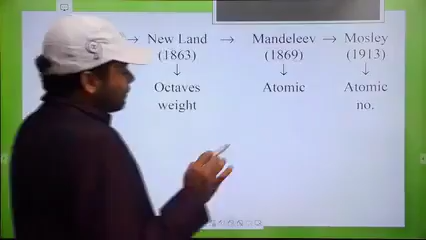 → New Land → Mandeleev → Mosley
(1863) (1869) (1913)
↓ ↓ ↓
Octaves Atomic Atomic
weight no.